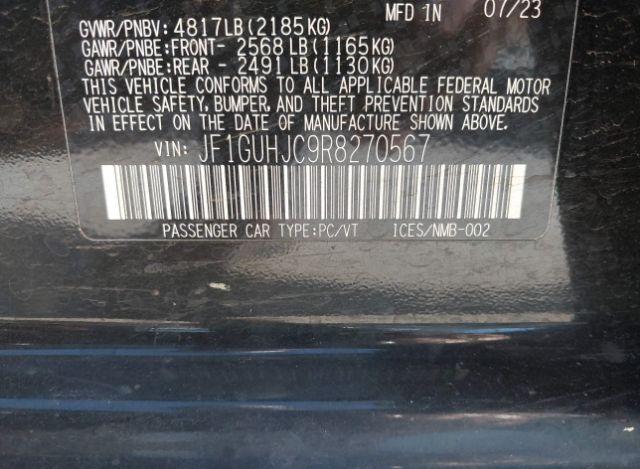 MFD IN 07/23
GVWR/PNBV: 4817LB (2185KG)
GAWR/PNBE:FRONT- 2568 LB (1165KG)
GAWR/PNBE:REAR - 2491 LB (1130KG)
THIS VEHICLE CONFORMS TO ALL APPLICABLE FEDERAL MOTOR
VEHICLE SAFETY, BUMPER, AND THEFT PREVENTION STANDARDS
IN EFFECT ON THE DATE OF MANUFACTURE SHOWN ABOVE.
VIN: JF1GUHJC9R8270567
PASSENGER CAR TYPE:PC/VT ICES/NMB-002